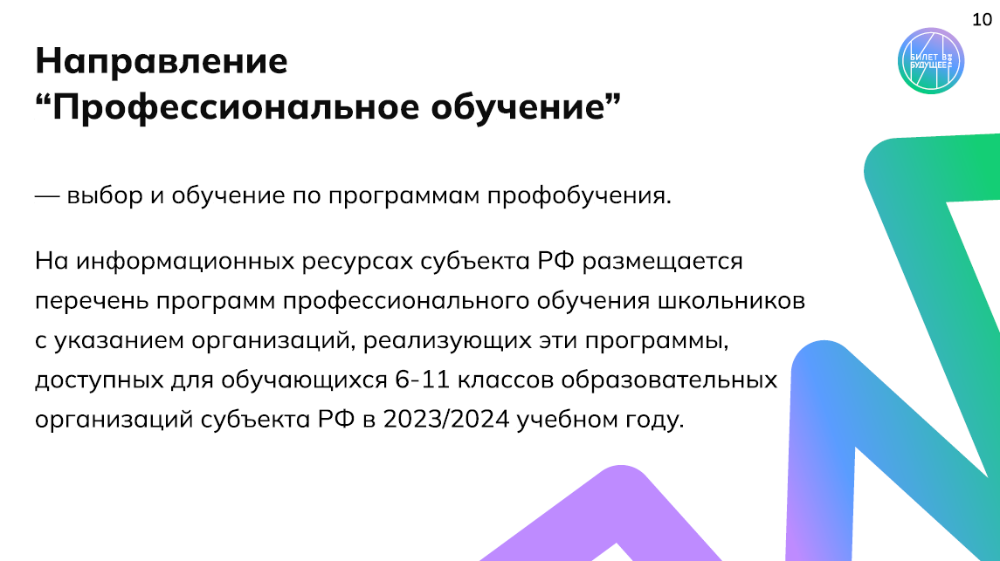 10
БИЛЕТ В
БУДУЩЕЕ
ТВОЁ
Направление
“Профессиональное обучение”
— выбор и обучение по программам профобучения.
На информационных ресурсах субъекта РФ размещается
перечень программ профессионального обучения школьников
с указанием организаций, реализующих эти программы,
доступных для обучающихся 6-11 классов образовательных
организаций субъекта РФ в 2023/2024 учебном году.